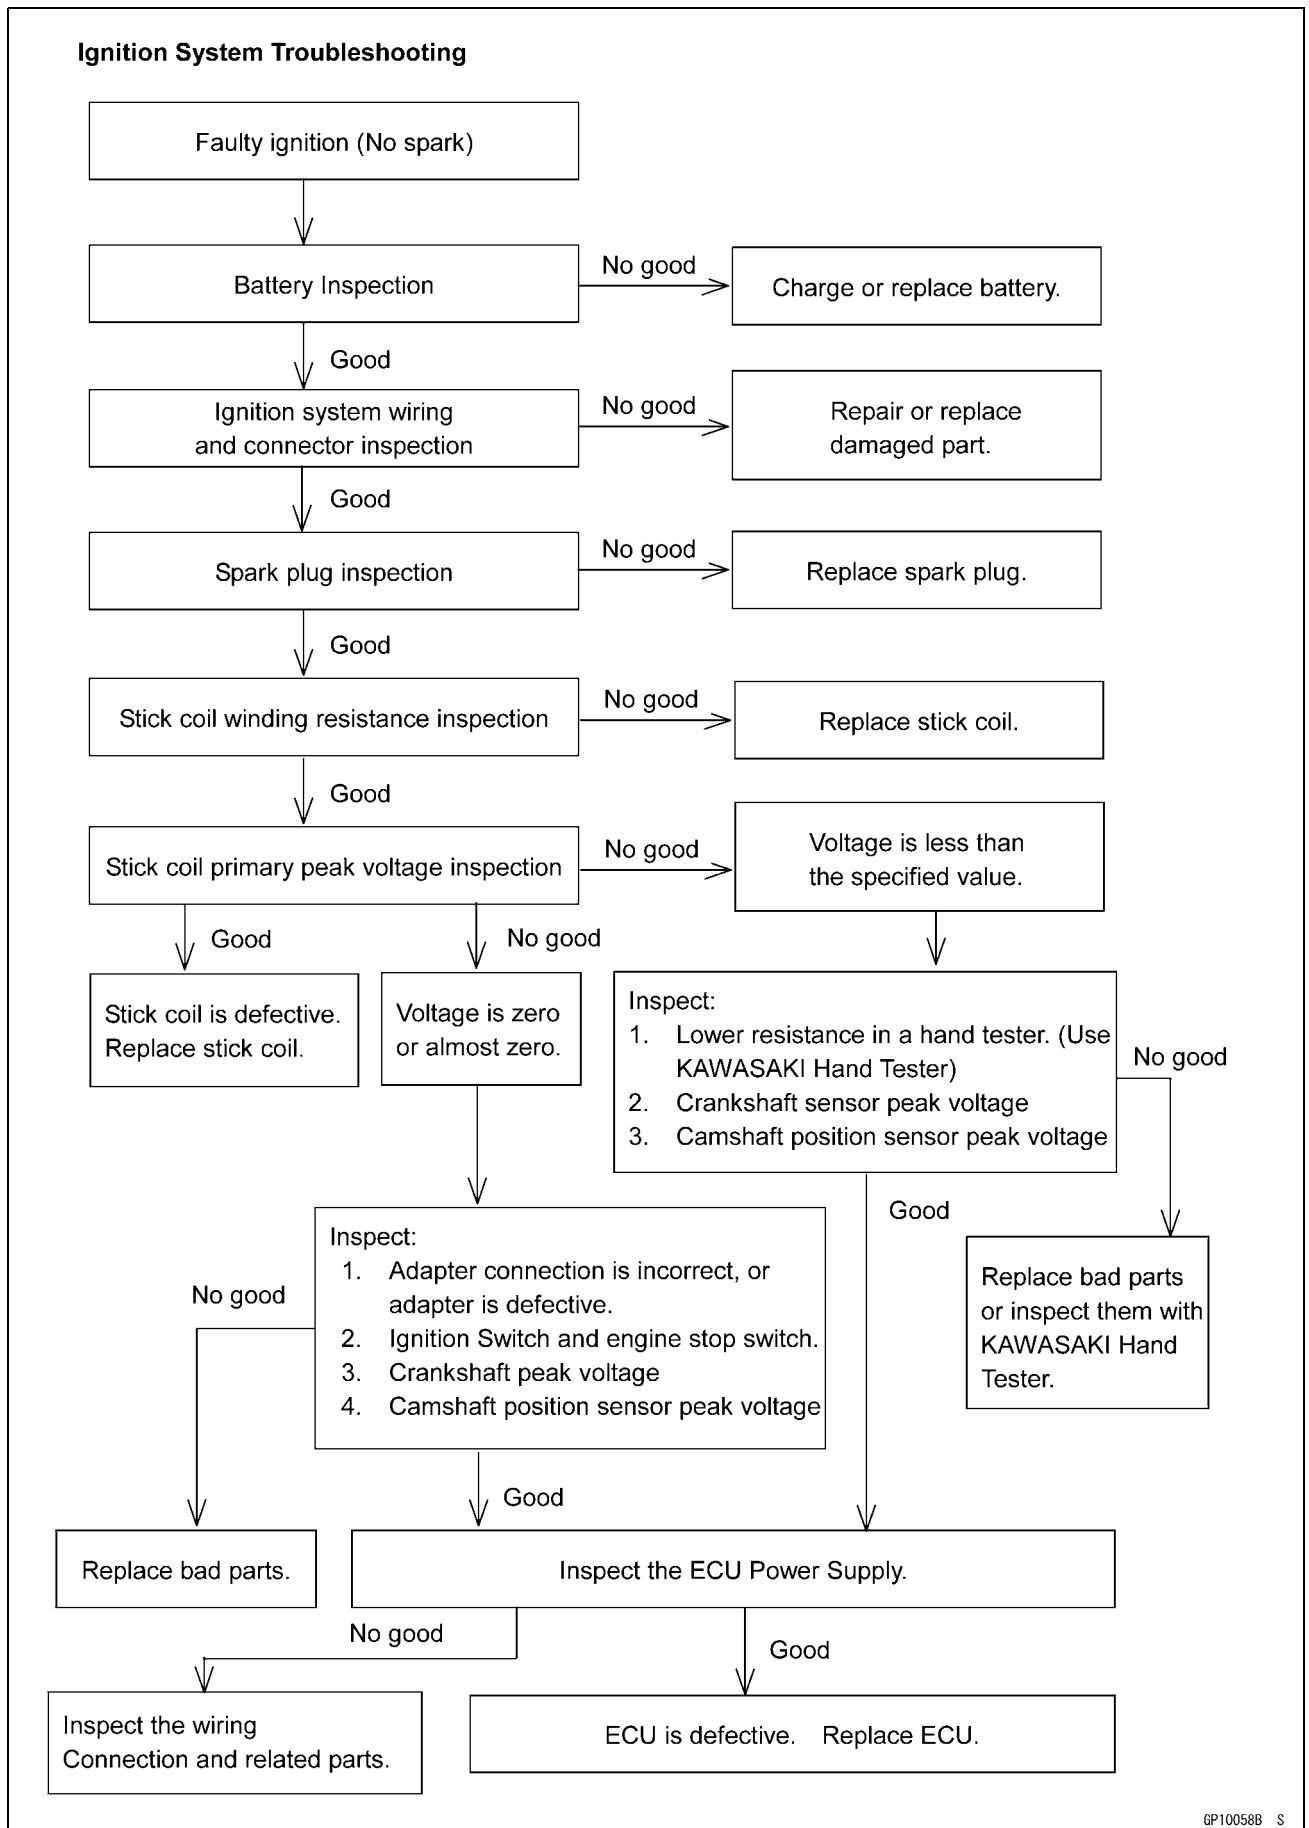 Ignition System Troubleshooting
Faulty ignition (No spark)
Battery Inspection
No good
Charge or replace battery.
Good
Ignition system wiring
and connector inspection
No good
Repair or replace
damaged part.
Good
Spark plug inspection
No good
Replace spark plug.
Good
Stick coil winding resistance inspection
No good
Replace stick coil.
Good
Stick coil primary peak voltage inspection
No good
Voltage is less than
the specified value.
Good
No good
Stick coil is defective.
Replace stick coil.
Voltage is zero
or almost zero.
Inspect:
1. Lower resistance in a hand tester. (Use
KAWASAKI Hand Tester)
2. Crankshaft sensor peak voltage
3. Camshaft position sensor peak voltage
No good
Good
Replace bad parts
or inspect them with
KAWASAKI Hand
Tester.
Inspect:
1. Adapter connection is incorrect, or
adapter is defective.
2. Ignition Switch and engine stop switch.
3. Crankshaft peak voltage
4. Camshaft position sensor peak voltage
No good
Good
Replace bad parts.
Inspect the ECU Power Supply.
No good
Good
Inspect the wiring
Connection and related parts.
ECU is defective. Replace ECU.
GP10058B S